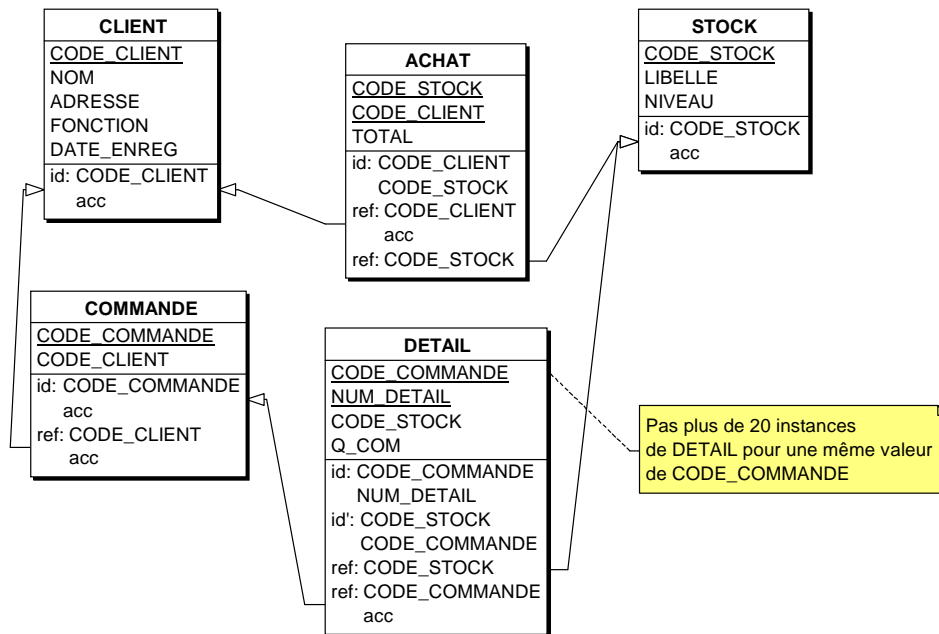 CLIENT
CODE_CLIENT
NOM
ADRESSE
FONCTION
DATE_ENREG
id: CODE_CLIENT
acc
ACHAT
CODE_STOCK
CODE_CLIENT
TOTAL
id: CODE_CLIENT
CODE_STOCK
ref: CODE_CLIENT
acc
ref: CODE_STOCK
STOCK
CODE_STOCK
LIBELLE
NIVEAU
id: CODE_STOCK
acc
COMMANDE
CODE_COMMANDE
CODE_CLIENT
id: CODE_COMMANDE
acc
ref: CODE_CLIENT
acc
DETAIL
CODE_COMMANDE
NUM_DETAIL
CODE_STOCK
Q_COM
id: CODE_COMMANDE
NUM_DETAIL
id': CODE_STOCK
CODE_COMMANDE
ref: CODE_STOCK
ref: CODE_COMMANDE
acc
Pas plus de 20 instances
de DETAIL pour une même valeur
de CODE_COMMANDE